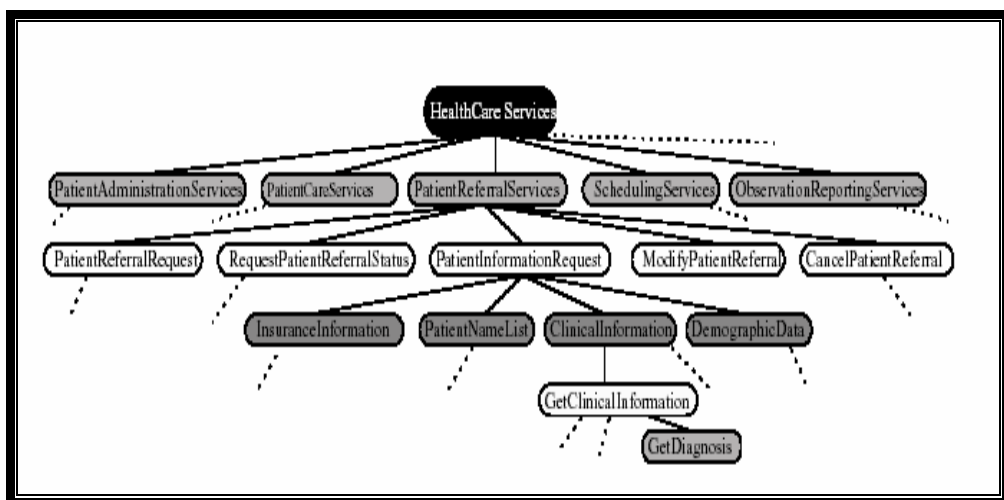 HealthCare Services
PatientAdministrationServices
PatientCareServices
PatientReferralServices
SchedulingServices
ObservationReportingServices
PatientReferralRequest
RequestPatientReferralStatus
PatientInformationRequest
ModifyPatientReferral
CancelPatientReferral
InsuranceInformation
PatientNameList
ClinicalInformation
DemographicData
GetClinicalInformation
GetDiagnosis